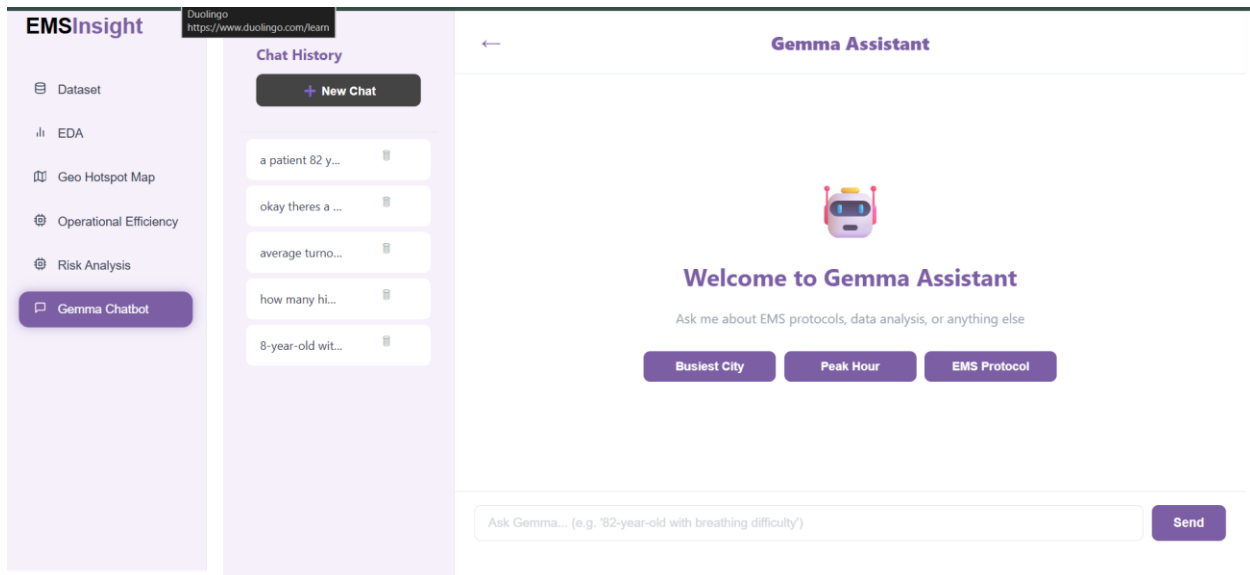 EMSInsight
Duolingo
https://www.duolingo.com/learn
Dataset
EDA
Geo Hotspot Map
Operational Efficiency
Risk Analysis
Gemma Chatbot
Chat History
+ New Chat
a patient 82 y...
okay theres a ...
average turno...
how many hi...
8-year-old wit...
← Gemma Assistant
Welcome to Gemma Assistant
Ask me about EMS protocols, data analysis, or anything else
Busiest City Peak Hour EMS Protocol
Ask Gemma... (e.g. '82-year-old with breathing difficulty') Send